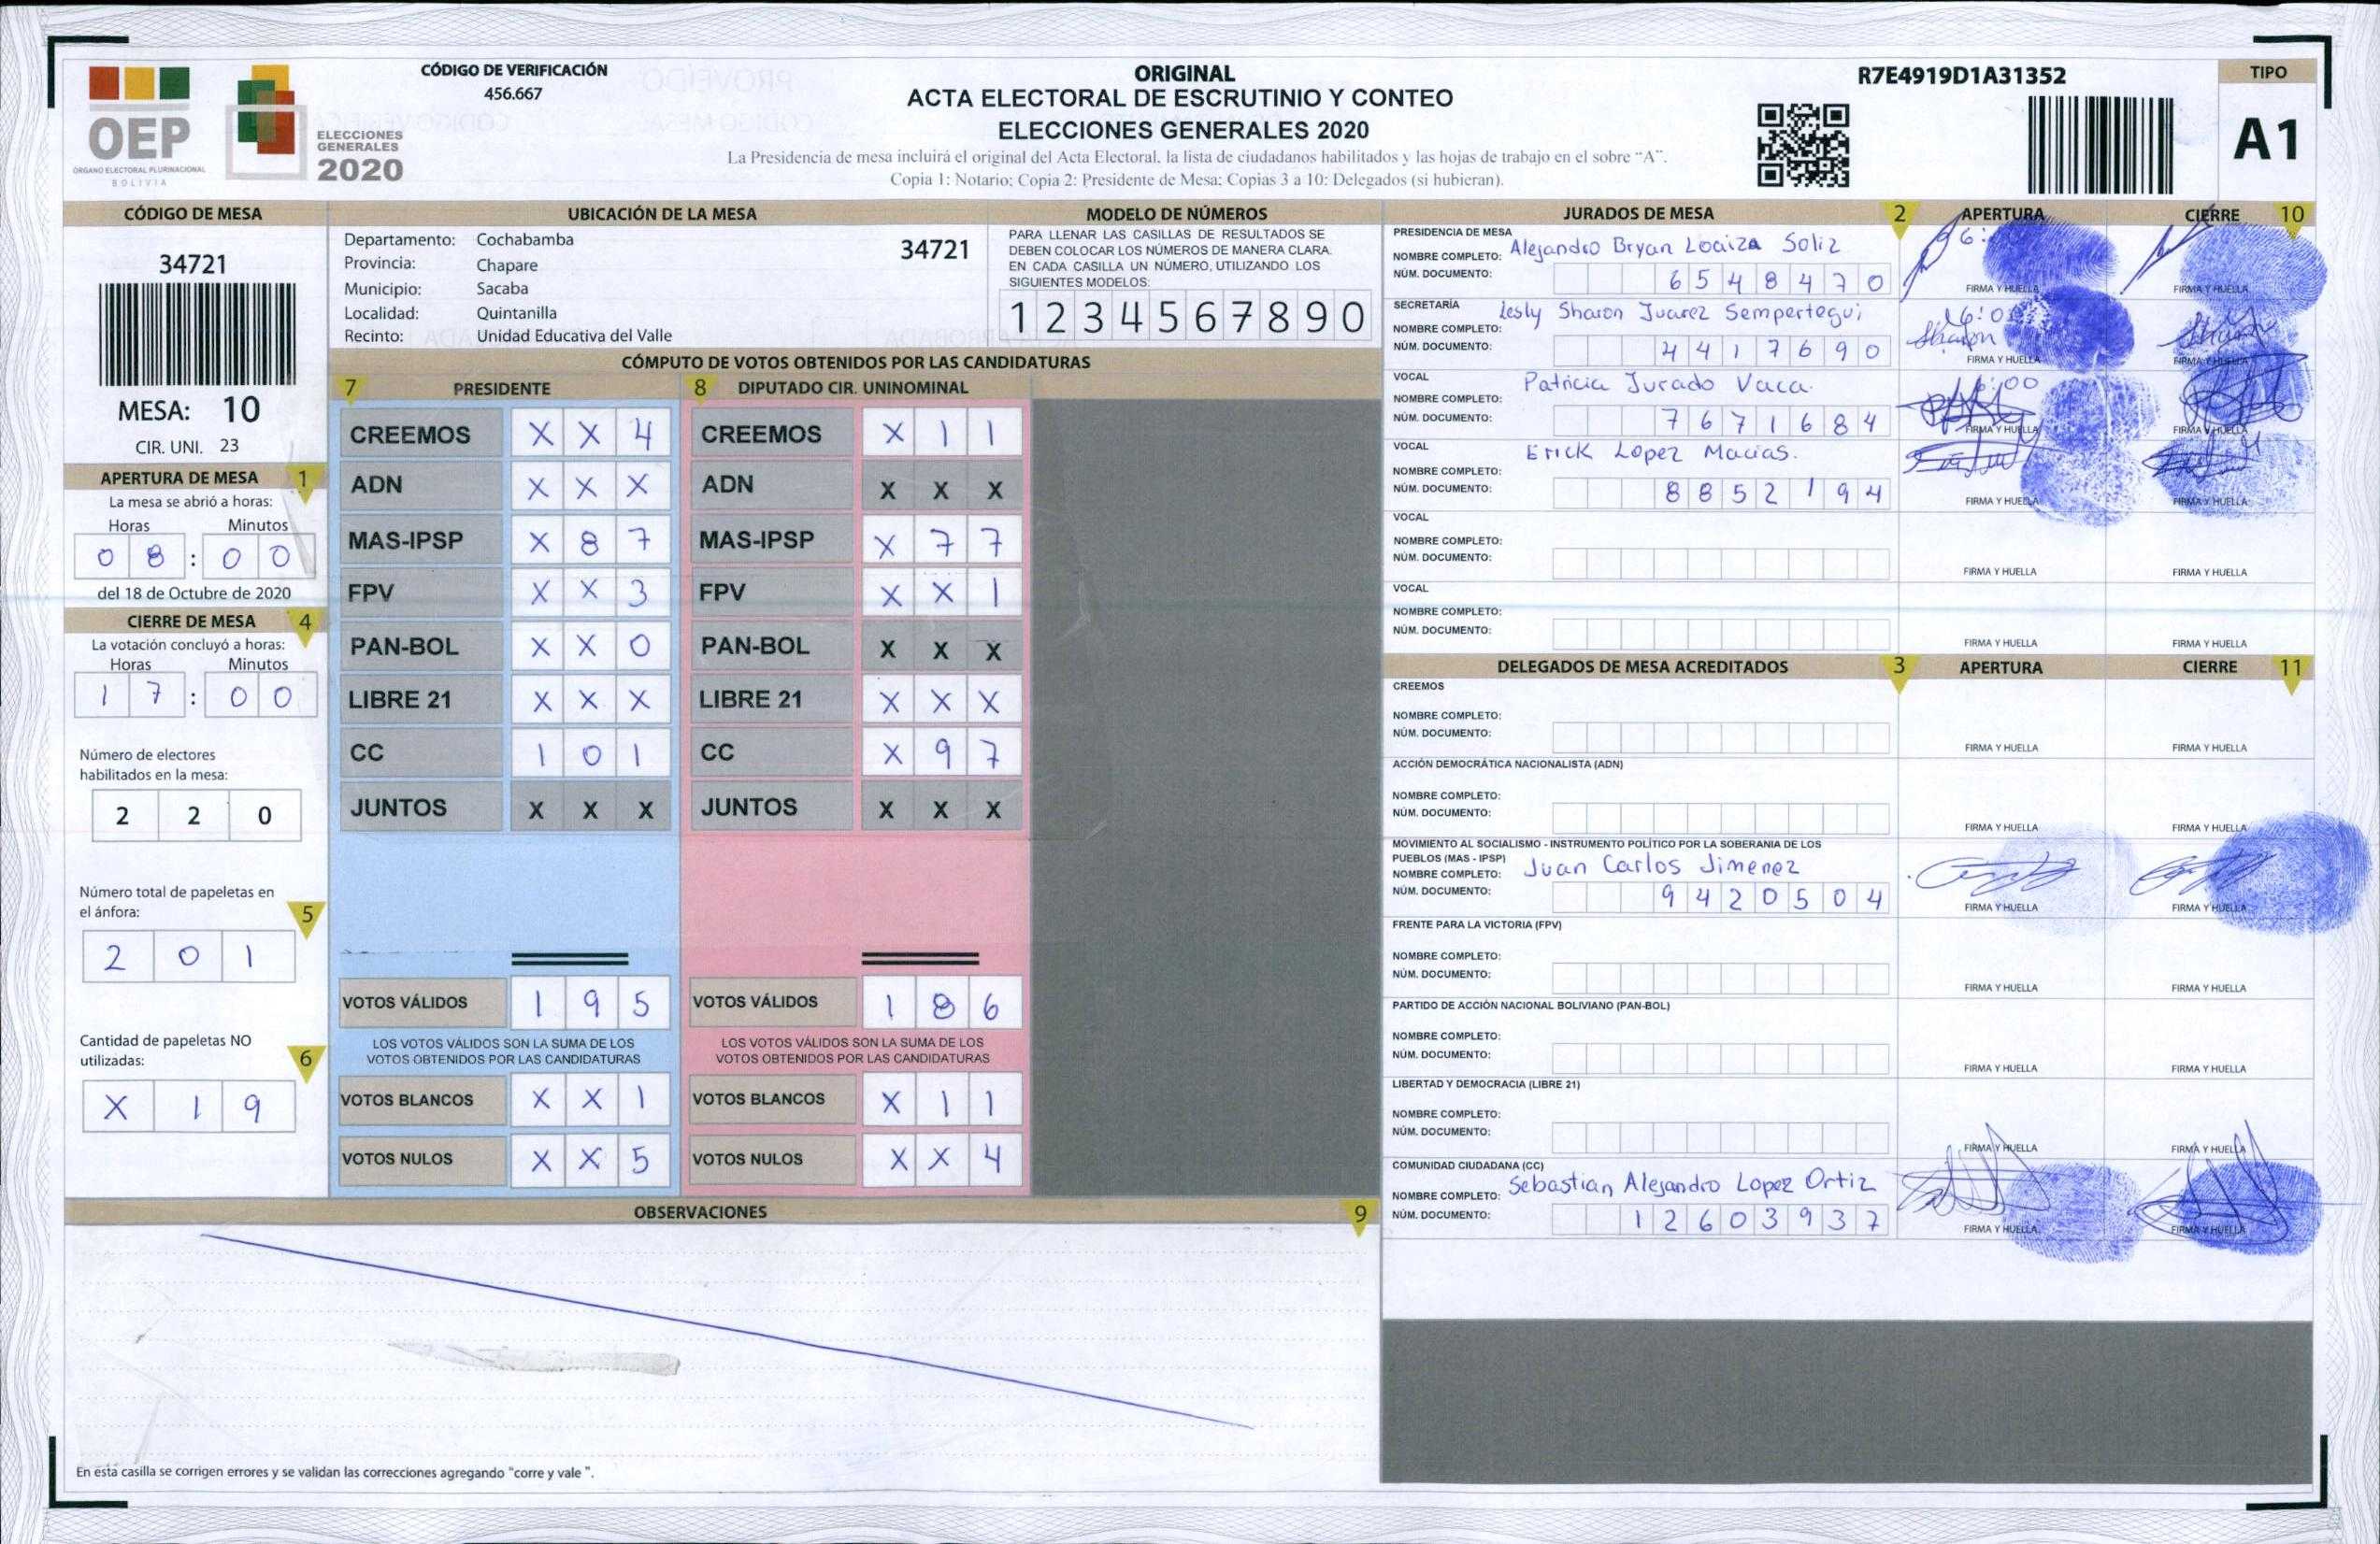 OEP
ÓRGANO ELECTORAL PLURINACIONAL
BOLIVIA
ELECCIONES
GENERALES
2020
CÓDIGO DE VERIFICACIÓN
456.667
ORIGINAL
ACTA ELECTORAL DE ESCRUTINIO Y CONTEO
ELECCIONES GENERALES 2020
La Presidencia de mesa incluirá el original del Acta Electoral, la lista de ciudadanos habilitados y las hojas de trabajo en el sobre "A".
Copia 1: Notario; Copia 2: Presidente de Mesa; Copias 3 a 10: Delegados (si hubieran).
R7E4919D1A31352
TIPO
A1
CÓDIGO DE MESA
34721
MESA: 10
CIR. UNI. 23
APERTURA DE MESA 1
La mesa se abrió a horas:
Horas Minutos
0 8 : 0 0
del 18 de Octubre de 2020
CIERRE DE MESA 4
La votación concluyó a horas:
Horas Minutos
1 7 : 0 0
Número de electores
habilitados en la mesa:
2 2 0
Número total de papeletas en
el ánfora: 5
2 0 1
Cantidad de papeletas NO
utilizadas: 6
X 1 9
UBICACIÓN DE LA MESA
Departamento: Cochabamba 34721
Provincia: Chapare
Municipio: Sacaba
Localidad: Quintanilla
Recinto: Unidad Educativa del Valle
MODELO DE NÚMEROS
PARA LLENAR LAS CASILLAS DE RESULTADOS SE
DEBEN COLOCAR LOS NÚMEROS DE MANERA CLARA.
EN CADA CASILLA UN NÚMERO, UTILIZANDO LOS
SIGUIENTES MODELOS:
1 2 3 4 5 6 7 8 9 0
CÓMPUTO DE VOTOS OBTENIDOS POR LAS CANDIDATURAS
7 PRESIDENTE 8 DIPUTADO CIR. UNINOMINAL
CREEMOS X X 4 CREEMOS X 1 1
ADN X X X ADN X X X
MAS-IPSP X 8 7 MAS-IPSP X 7 7
FPV X X 3 FPV X X 1
PAN-BOL X X 0 PAN-BOL X X X
LIBRE 21 X X X LIBRE 21 X X X
CC 1 0 1 CC X 9 7
JUNTOS X X X JUNTOS X X X
VOTOS VÁLIDOS 1 9 5 VOTOS VÁLIDOS 1 8 6
LOS VOTOS VÁLIDOS SON LA SUMA DE LOS LOS VOTOS VÁLIDOS SON LA SUMA DE LOS
VOTOS OBTENIDOS POR LAS CANDIDATURAS VOTOS OBTENIDOS POR LAS CANDIDATURAS
VOTOS BLANCOS X X 1 VOTOS BLANCOS X 1 1
VOTOS NULOS X X 5 VOTOS NULOS X X 4
OBSERVACIONES 9
En esta casilla se corrigen errores y se validan las correcciones agregando "corre y vale ".
JURADOS DE MESA 2 APERTURA CIERRE 10
PRESIDENCIA DE MESA
NOMBRE COMPLETO: Alejandro Bryan Loaiza Soliz
NÚM. DOCUMENTO: 6 5 4 8 4 7 0
FIRMA Y HUELLA FIRMA Y HUELLA
SECRETARÍA
NOMBRE COMPLETO: Lesly Sharon Juarez Sempertegui
NÚM. DOCUMENTO: 4 4 1 7 6 9 0
Sharon
FIRMA Y HUELLA FIRMA Y HUELLA
VOCAL
NOMBRE COMPLETO: Patricia Jurado Vaca.
NÚM. DOCUMENTO: 7 6 7 1 6 8 4
FIRMA Y HUELLA FIRMA Y HUELLA
VOCAL
NOMBRE COMPLETO: Erick Lopez Macias.
NÚM. DOCUMENTO: 8 8 5 2 1 9 4
FIRMA Y HUELLA FIRMA Y HUELLA
VOCAL
NOMBRE COMPLETO:
NÚM. DOCUMENTO:
FIRMA Y HUELLA FIRMA Y HUELLA
VOCAL
NOMBRE COMPLETO:
NÚM. DOCUMENTO:
FIRMA Y HUELLA FIRMA Y HUELLA
DELEGADOS DE MESA ACREDITADOS 3 APERTURA CIERRE 11
CREEMOS
NOMBRE COMPLETO:
NÚM. DOCUMENTO:
FIRMA Y HUELLA FIRMA Y HUELLA
ACCIÓN DEMOCRÁTICA NACIONALISTA (ADN)
NOMBRE COMPLETO:
NÚM. DOCUMENTO:
FIRMA Y HUELLA FIRMA Y HUELLA
MOVIMIENTO AL SOCIALISMO - INSTRUMENTO POLÍTICO POR LA SOBERANIA DE LOS
PUEBLOS (MAS - IPSP)
NOMBRE COMPLETO: Juan Carlos Jimenez
NÚM. DOCUMENTO: 9 4 2 0 5 0 4
FIRMA Y HUELLA FIRMA Y HUELLA
FRENTE PARA LA VICTORIA (FPV)
NOMBRE COMPLETO:
NÚM. DOCUMENTO:
FIRMA Y HUELLA FIRMA Y HUELLA
PARTIDO DE ACCIÓN NACIONAL BOLIVIANO (PAN-BOL)
NOMBRE COMPLETO:
NÚM. DOCUMENTO:
FIRMA Y HUELLA FIRMA Y HUELLA
LIBERTAD Y DEMOCRACIA (LIBRE 21)
NOMBRE COMPLETO:
NÚM. DOCUMENTO:
FIRMA Y HUELLA FIRMA Y HUELLA
COMUNIDAD CIUDADANA (CC)
NOMBRE COMPLETO: Sebastian Alejandro Lopez Ortiz
NÚM. DOCUMENTO: 1 2 6 0 3 9 3 7
FIRMA Y HUELLA FIRMA Y HUELLA